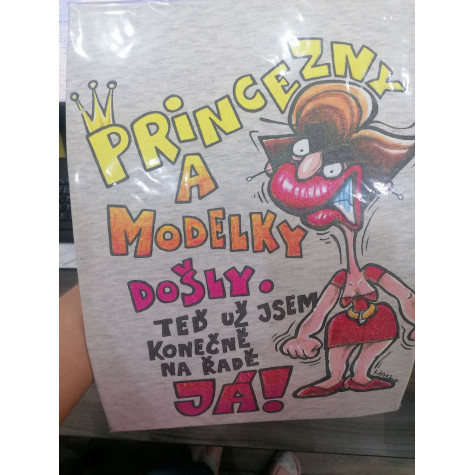 PRINCEZNY
A
MODELKY
DOŠLY.
TEĎ UŽ JSEM
KONEČNĚ
NA ŘADĚ
JÁ!